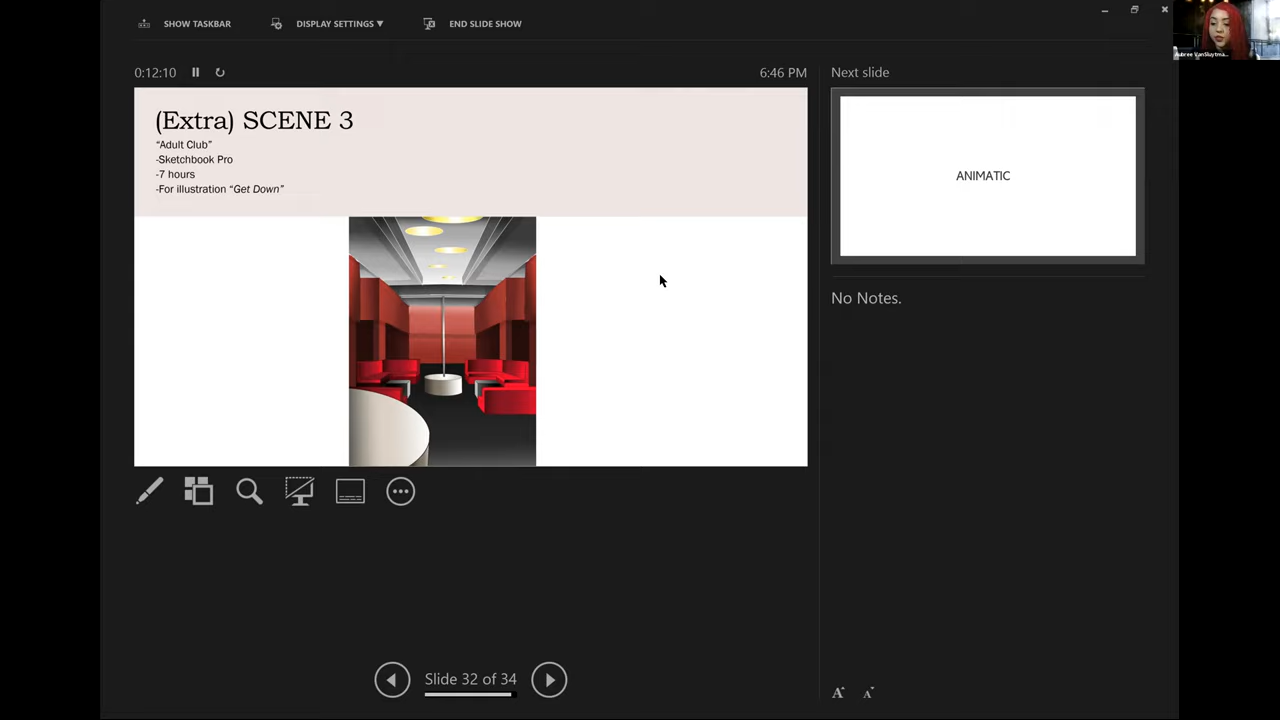 SHOW TASKBAR
DISPLAY SETTINGS ▼
END SLIDE SHOW
0:12:10
6:46 PM
(Extra) SCENE 3
“Adult Club”
-Sketchbook Pro
-7 hours
-For illustration “Get Down”
Next slide
ANIMATIC
No Notes.
Slide 32 of 34
A
A